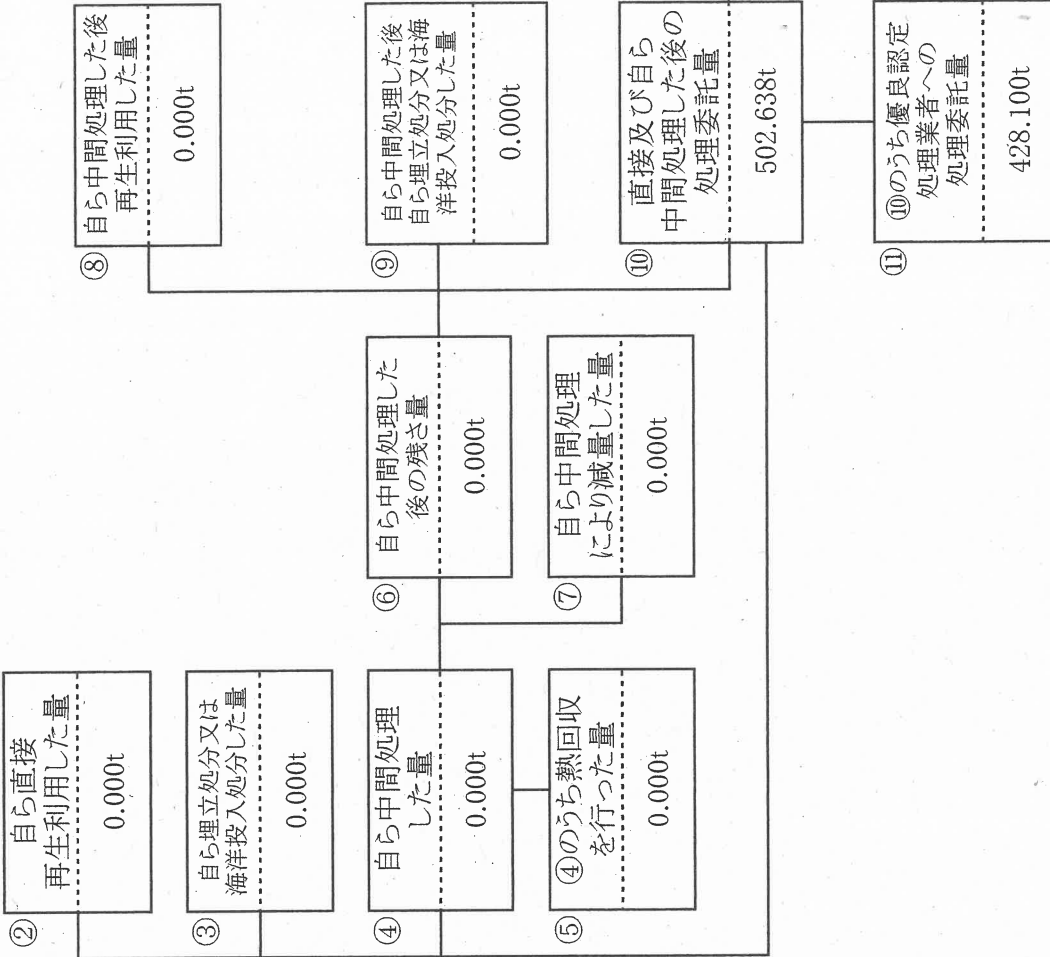 ②
自ら直接
再生利用した量
0.000t
③
自ら埋立処分又は
海洋投入処分した量
0.000t
④
自ら中間処理
した量
0.000t
⑤
④のうち熱回収
を行った量
0.000t
⑥
自ら中間処理した
後の残さ量
0.000t
⑦
自ら中間処理
により減量した量
0.000t
⑧
自ら中間処理した後
再生利用した量
0.000t
⑨
自ら中間処理した後
自ら埋立処分又は海
洋投入処分した量
0.000t
⑩
直接及び自ら
中間処理した後の
処理委託量
502.638t
⑪
⑩のうち優良認定
処理業者への
処理委託量
428.100t